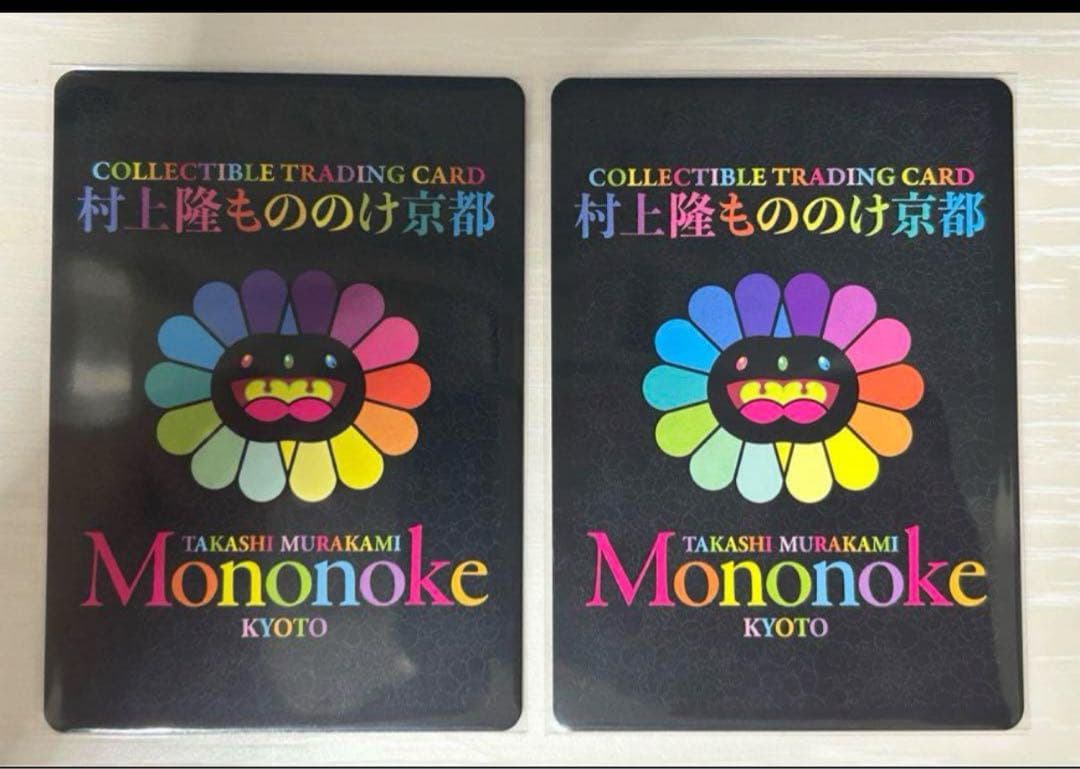 COLLECTIBLE TRADING CARD
村上隆もののけ京都
TAKASHI MURAKAMI
Mononoke
KYOTO
COLLECTIBLE TRADING CARD
村上隆もののけ京都
TAKASHI MURAKAMI
Mononoke
KYOTO